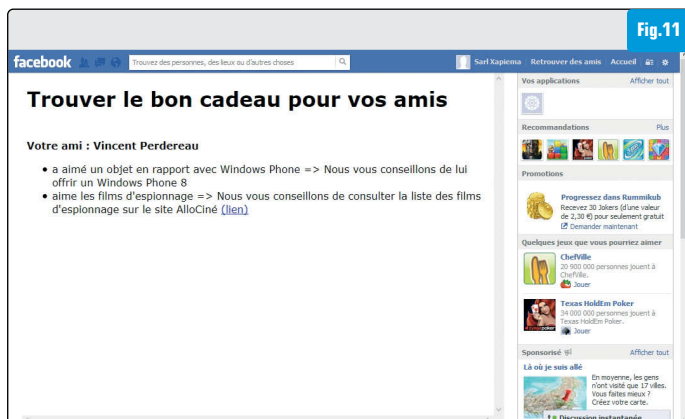 Fig.11
facebook
Trouvez des personnes, des lieux ou d'autres choses
Sarl Xapiema Retrouver des amis Accueil
Trouver le bon cadeau pour vos amis
Votre ami : Vincent Perdereau
• a aimé un objet en rapport avec Windows Phone => Nous vous conseillons de lui
offrir un Windows Phone 8
• aime les films d'espionnage => Nous vous conseillons de consulter la liste des films
d'espionnage sur le site AlloCiné (lien)
Vos applications Afficher tout
Recommandations Plus
Promotions
Progressez dans Rummikub
Recevez 30 Jokers (d'une valeur
de 2,30 €) pour seulement gratuit
Demander maintenant
Quelques jeux que vous pourriez aimer
ChefVille
20 900 000 personnes jouent à
ChefVille.
Jouer
Texas HoldEm Poker
34 000 000 personnes jouent à
Texas HoldEm Poker.
Jouer
Sponsorisé Afficher tout
Là où je suis allé
En moyenne, les gens
n'ont visité que 17 villes.
Vous faites mieux ?
Créez votre carte.
Discussion instantanée